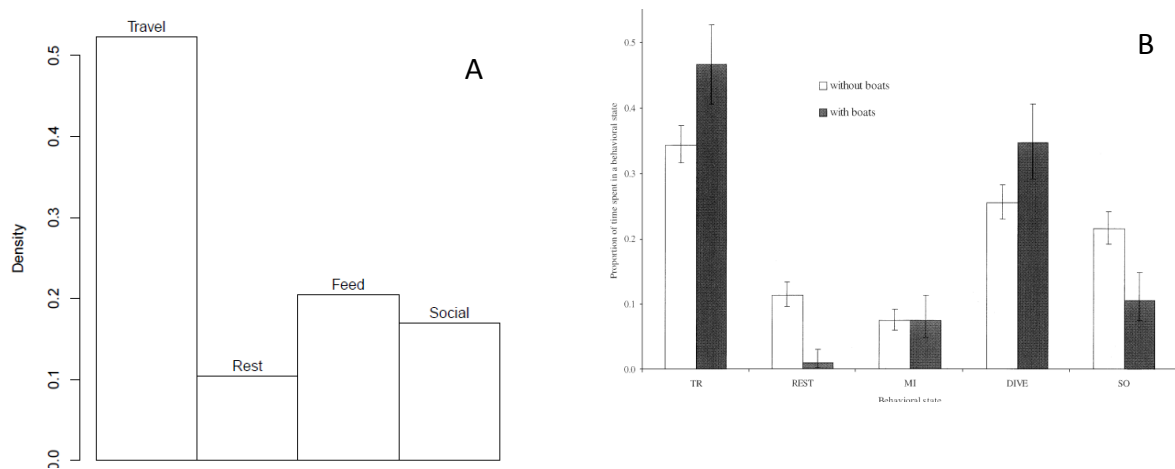 A
Travel
Rest
Feed
Social
Density
0.5
0.4
0.3
0.2
0.1
0.0
B
without boats
with boats
Proportion of time spent in a behavioral state
0.5
0.4
0.3
0.2
0.1
0.0
TR REST MI DIVE SO
Behavioral state